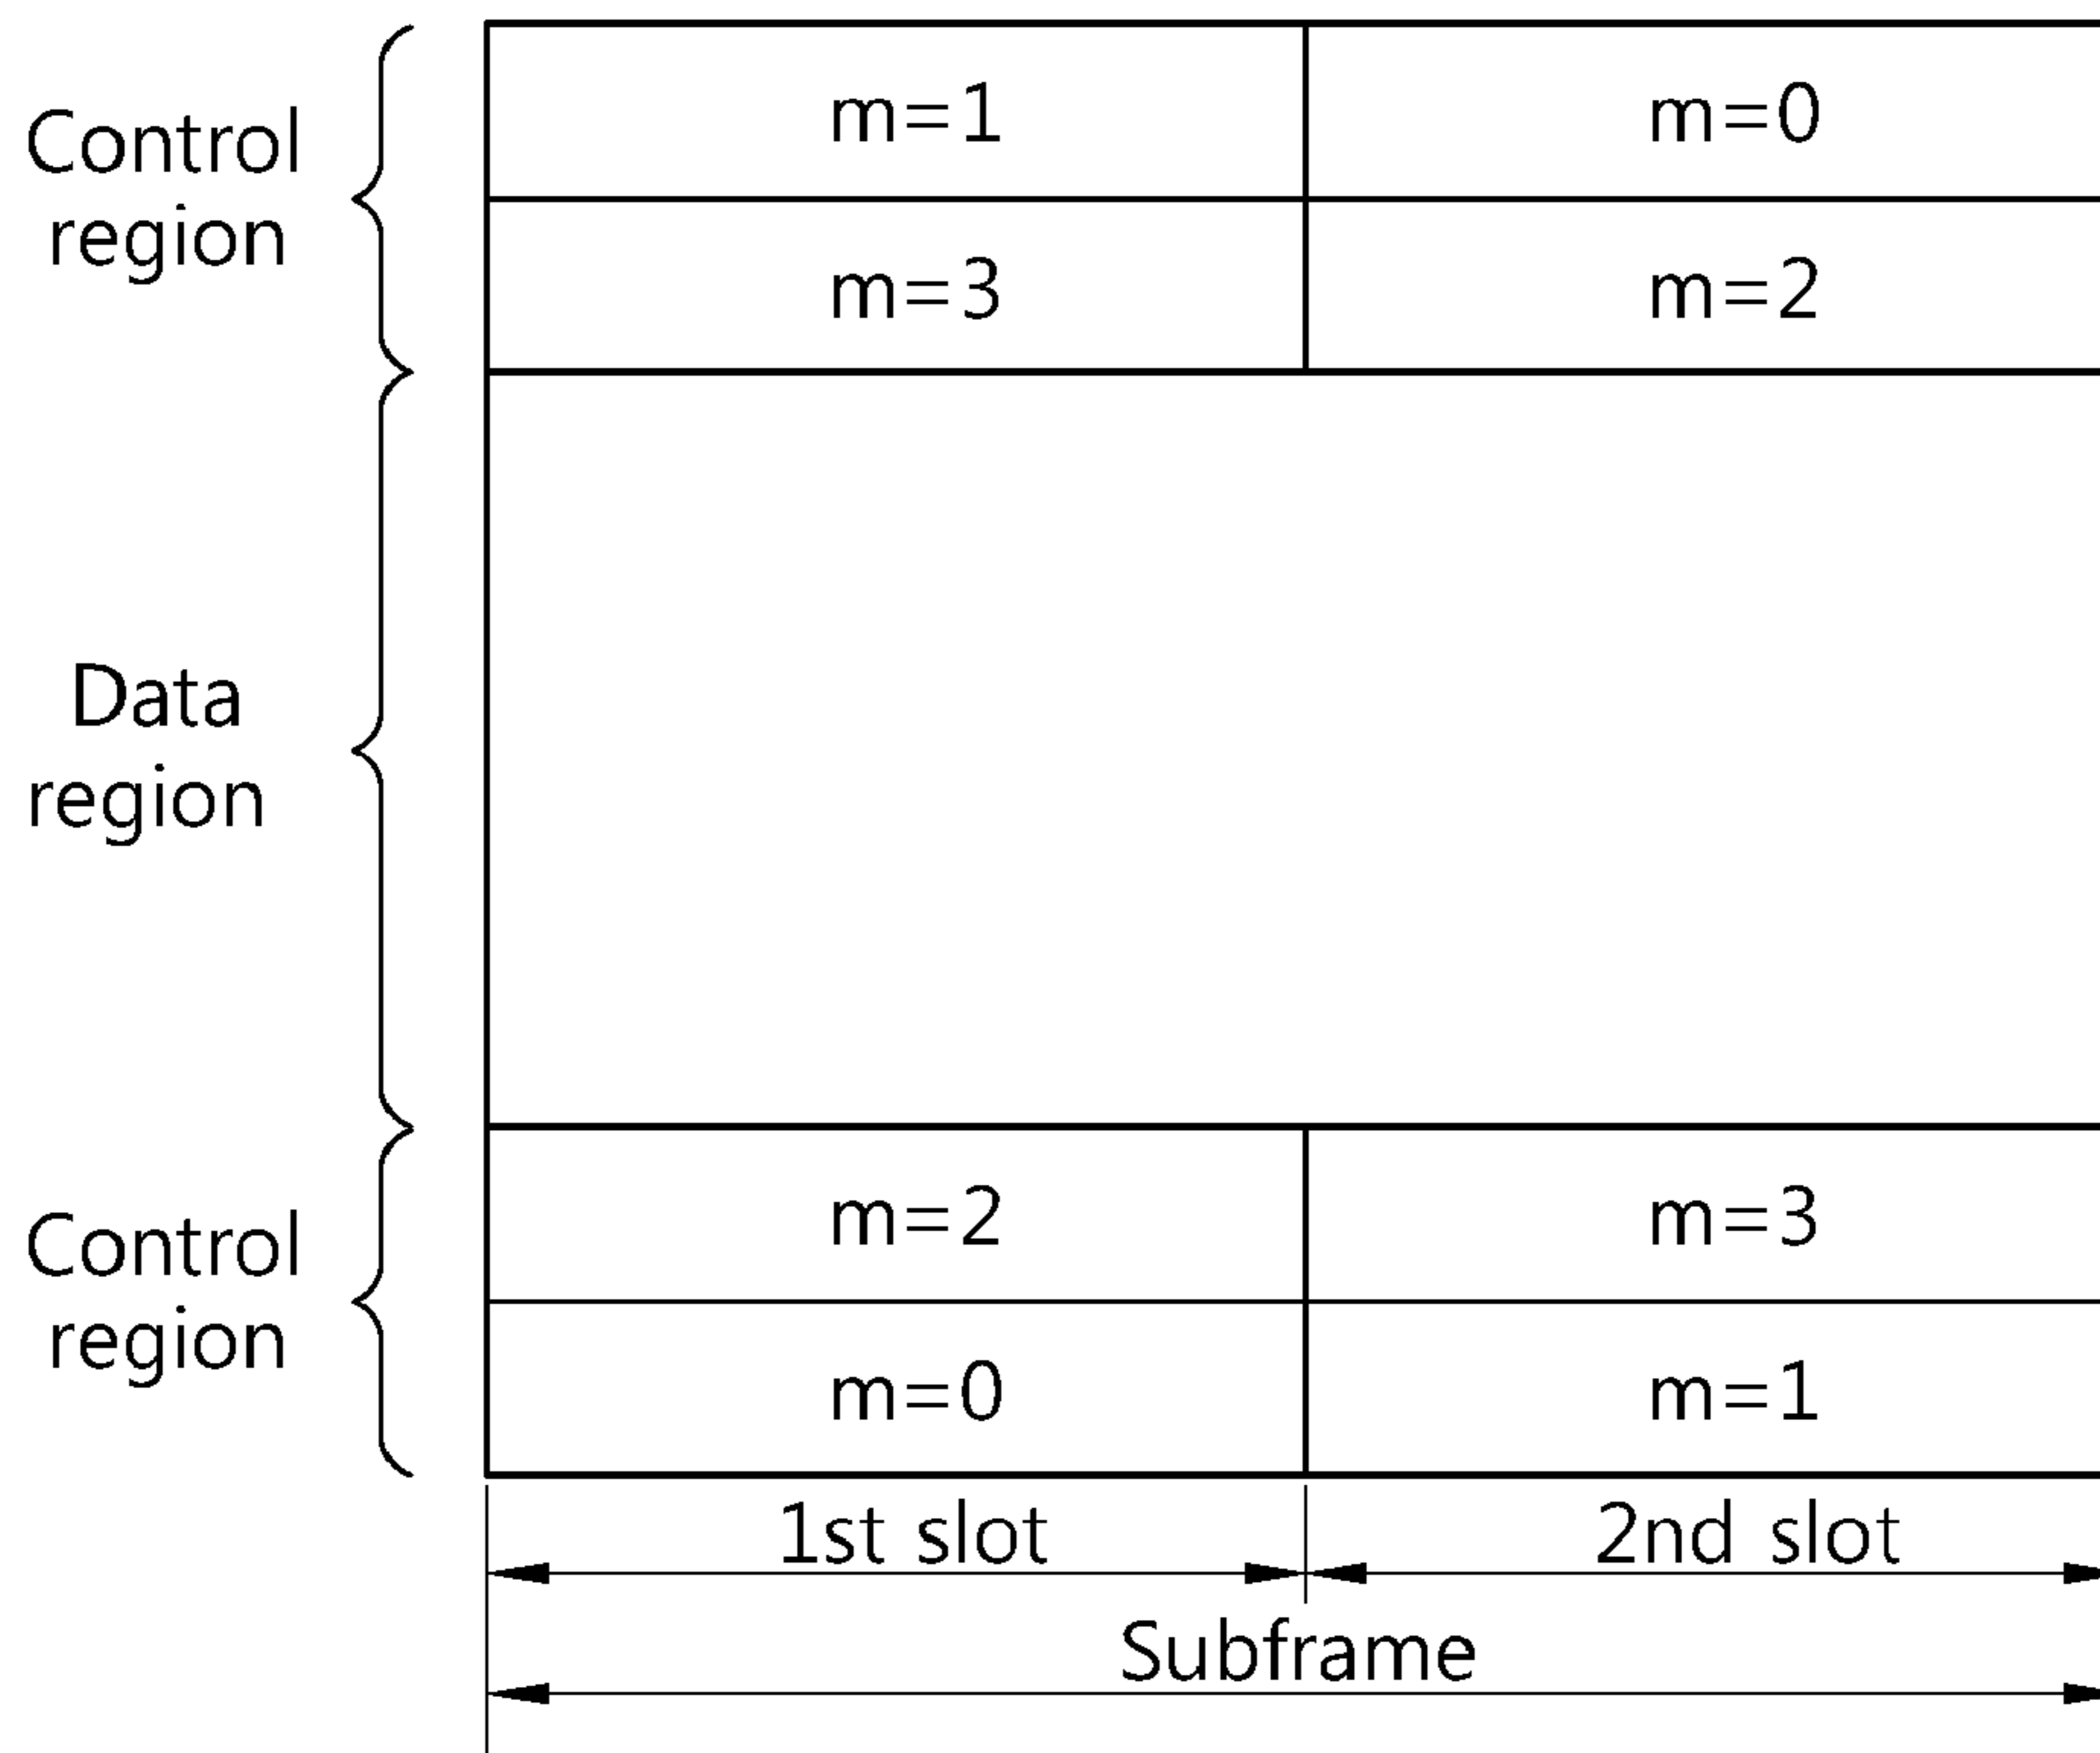 Control
region
m=1
m=0
m=3
m=2
Data
region
Control
region
m=2
m=3
m=0
m=1
1st slot
2nd slot
Subframe